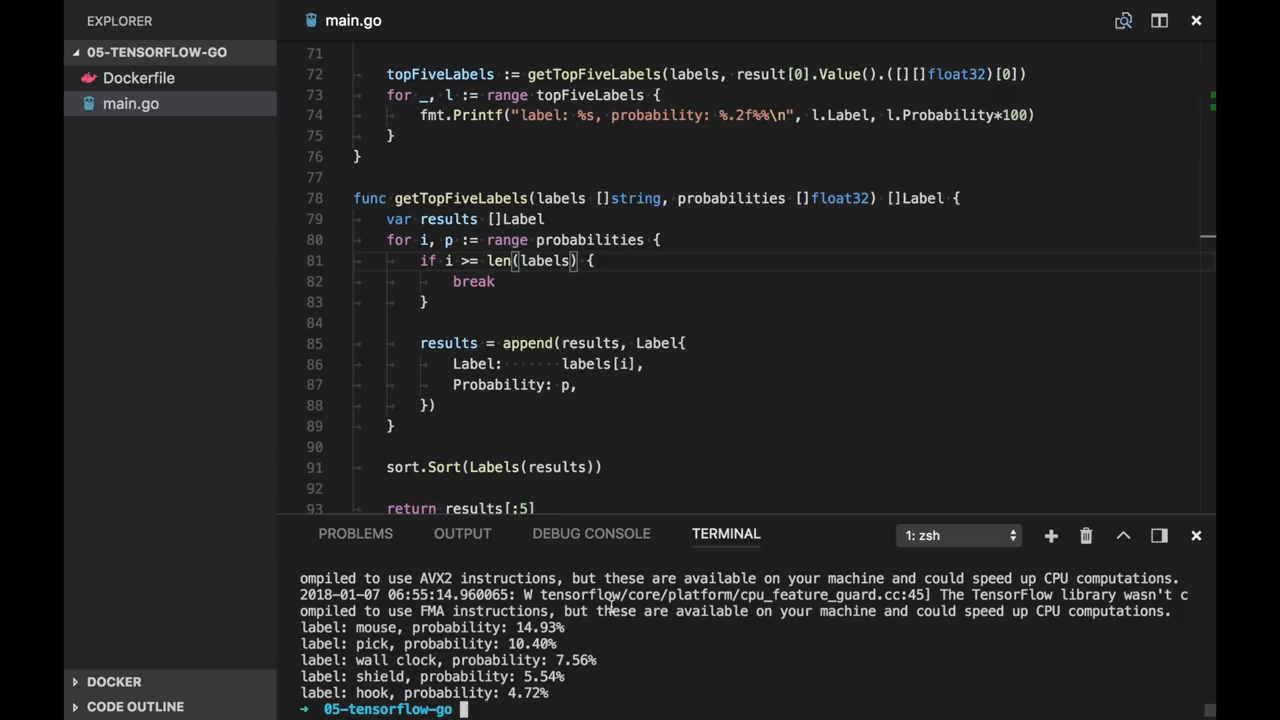 EXPLORER
main.go
05-TENSORFLOW-GO
Dockerfile
main.go
DOCKER
CODE OUTLINE
71
72 topFiveLabels := getTopFiveLabels(labels, result[0].Value().([][]float32)[0])
73 for _, l := range topFiveLabels {
74 fmt.Printf("label: %s, probability: %.2f%%\n", l.Label, l.Probability*100)
75 }
76 }
77
78 func getTopFiveLabels(labels []string, probabilities []float32) []Label {
79 var results []Label
80 for i, p := range probabilities {
81 if i >= len(labels) {
82 break
83 }
84
85 results = append(results, Label{
86 Label: labels[i],
87 Probability: p,
88 })
89 }
90
91 sort.Sort(Labels(results))
92
93 return results[:5]
PROBLEMS OUTPUT DEBUG CONSOLE TERMINAL 1: zsh
ompiled to use AVX2 instructions, but these are available on your machine and could speed up CPU computations.
2018-01-07 06:55:14.960065: W tensorflow/core/platform/cpu_feature_guard.cc:45] The TensorFlow library wasn't c
ompiled to use FMA instructions, but these are available on your machine and could speed up CPU computations.
label: mouse, probability: 14.93%
label: pick, probability: 10.40%
label: wall clock, probability: 7.56%
label: shield, probability: 5.54%
label: hook, probability: 4.72%
➜ 05-tensorflow-go